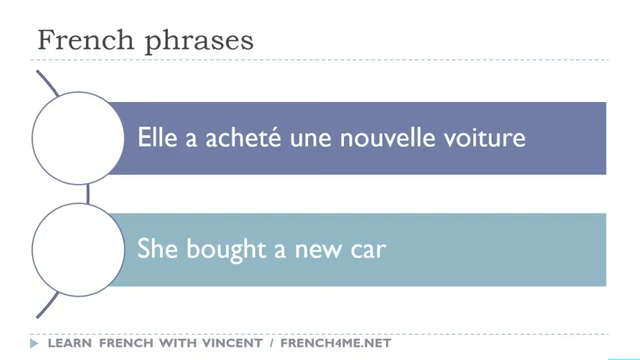 French phrases
Elle a acheté une nouvelle voiture
She bought a new car
LEARN FRENCH WITH VINCENT / FRENCH4ME.NET